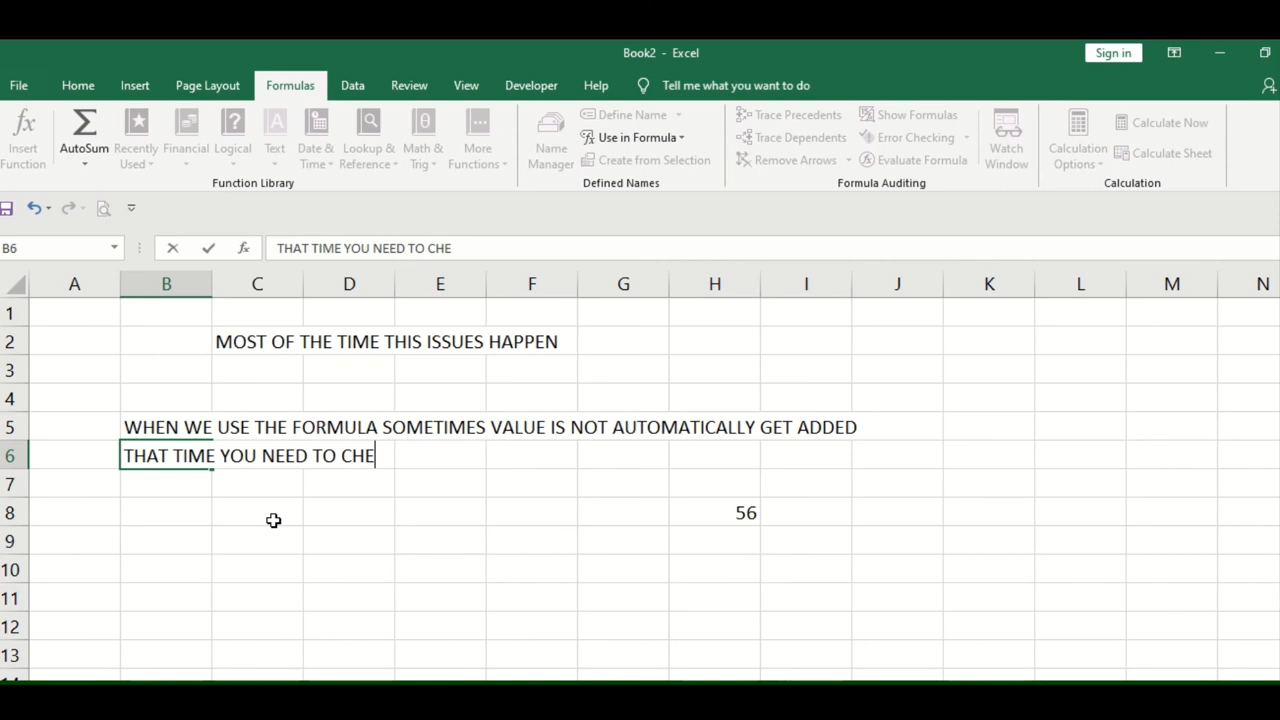 Book2 - Excel
Sign in
File Home Insert Page Layout Formulas Data Review View Developer Help Tell me what you want to do
fx Insert Function
Σ AutoSum
Recently Used
Financial
? Logical
A Text
Date & Time
Lookup & Reference
θ Math & Trig
More Functions
Function Library
Name Manager
Define Name
Use in Formula
Create from Selection
Defined Names
Trace Precedents
Trace Dependents
Remove Arrows
Show Formulas
Error Checking
Evaluate Formula
Watch Window
Formula Auditing
Calculation Options
Calculate Now
Calculate Sheet
Calculation
B6 fx THAT TIME YOU NEED TO CHE
A B C D E F G H I J K L M N
1
2 MOST OF THE TIME THIS ISSUES HAPPEN
3
4
5 WHEN WE USE THE FORMULA SOMETIMES VALUE IS NOT AUTOMATICALLY GET ADDED
6 THAT TIME YOU NEED TO CHE
7
8 56
9
10
11
12
13